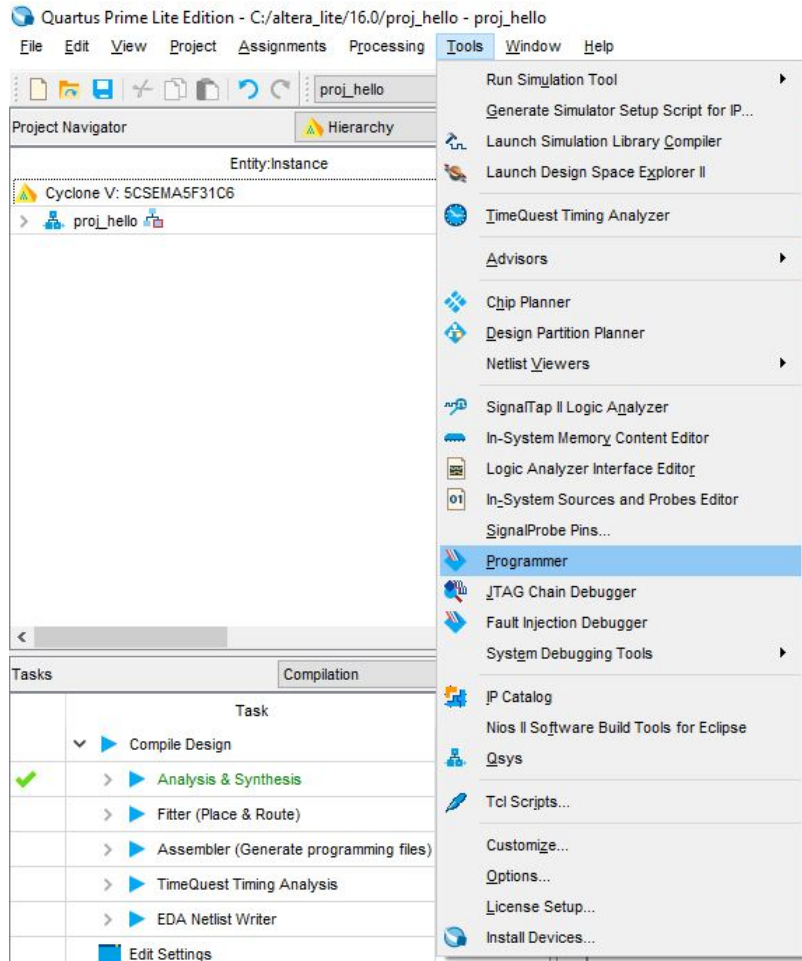 Quartus Prime Lite Edition - C:/altera_lite/16.0/proj_hello - proj_hello
File Edit View Project Assignments Processing Tools Window Help
proj_hello
Project Navigator
Hierarchy
Entity:Instance
Cyclone V: 5CSEMA5F31C6
proj_hello
Tasks
Compilation
Task
Compile Design
Analysis & Synthesis
Fitter (Place & Route)
Assembler (Generate programming files)
TimeQuest Timing Analysis
EDA Netlist Writer
Edit Settings
Run Simulation Tool
Generate Simulator Setup Script for IP...
Launch Simulation Library Compiler
Launch Design Space Explorer II
TimeQuest Timing Analyzer
Advisors
Chip Planner
Design Partition Planner
Netlist Viewers
SignalTap II Logic Analyzer
In-System Memory Content Editor
Logic Analyzer Interface Editor
01
In-System Sources and Probes Editor
SignalProbe Pins...
Programmer
JTAG Chain Debugger
Fault Injection Debugger
System Debugging Tools
IP Catalog
Nios II Software Build Tools for Eclipse
Qsys
Tcl Scripts...
Customize...
Options...
License Setup...
Install Devices...